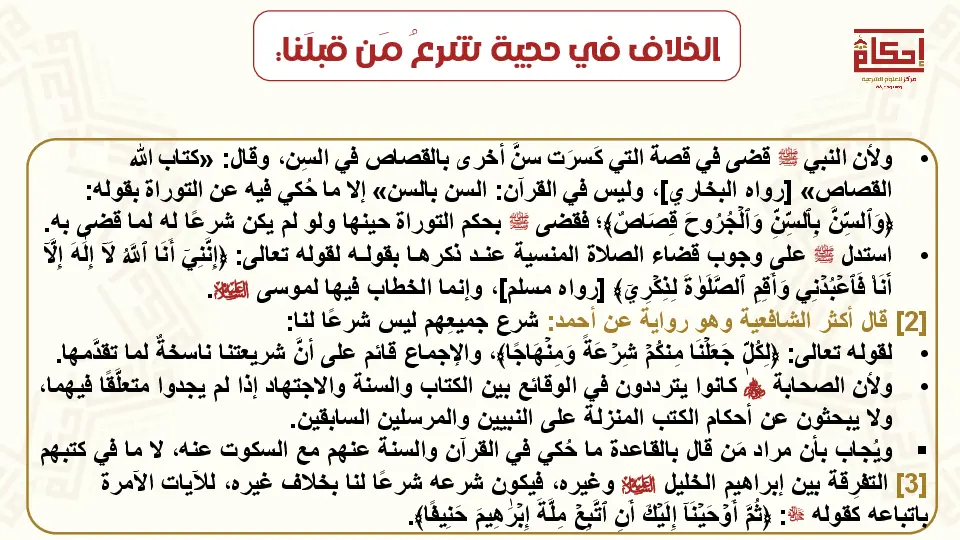 الخلاف في حجية شرعُ مَن قبلَنا:
إحكام
مركز للعلوم الشرعية
• ولأن النبي ﷺ قضى في قصة التي كَسرَت سنَّ أخرى بالقصاص في السِن، وقال: «كتاب الله
القصاص» [رواه البخاري]، وليس في القرآن: السن بالسن» إلا ما حُكي فيه عن التوراة بقوله:
﴿وَٱلسِّنَّ بِٱلسِّنِّ وَٱلۡجُرُوحَ قِصَاصٌ﴾؛ فقضى ﷺ بحكم التوراة حينها ولو لم يكن شرعًا له لما قضى به.
• استدل ﷺ على وجوب قضاء الصلاة المنسية عند ذكرها بقوله لقوله تعالى: ﴿إِنَّنِيٓ أَنَا ٱللَّهُ لَآ إِلَٰهَ إِلَّآ
أَنَا۠ فَٱعۡبُدۡنِي وَأَقِمِ ٱلصَّلَوٰةَ لِذِكۡرِيٓ﴾ [رواه مسلم]، وإنما الخطاب فيها لموسى عليه السلام.
[2] قال أكثر الشافعية وهو رواية عن أحمد: شرع جميعِهم ليس شرعًا لنا:
• لقوله تعالى: ﴿لِكُلّٖ جَعَلۡنَا مِنكُمۡ شِرۡعَةٗ وَمِنۡهَاجٗا﴾، والإجماع قائم على أنَّ شريعتنا ناسخةٌ لما تقدَّمها.
• ولأن الصحابة كانوا يترددون في الوقائع بين الكتاب والسنة والاجتهاد إذا لم يجدوا متعلَّقًا فيهما،
ولا يبحثون عن أحكام الكتب المنزلة على النبيين والمرسلين السابقين.
▪ ويُجاب بأن مراد مَن قال بالقاعدة ما حُكي في القرآن والسنة عنهم مع السكوت عنه، لا ما في كتبهم
[3] التفرِقة بين إبراهيم الخليل عليه السلام وغيره، فيكون شرعه شرعًا لنا بخلاف غيره، للآيات الآمرة
باتباعه كقوله : ﴿ثُمَّ أَوۡحَيۡنَآ إِلَيۡكَ أَنِ ٱتَّبِعۡ مِلَّةَ إِبۡرَٰهِيمَ حَنِيفٗا﴾.